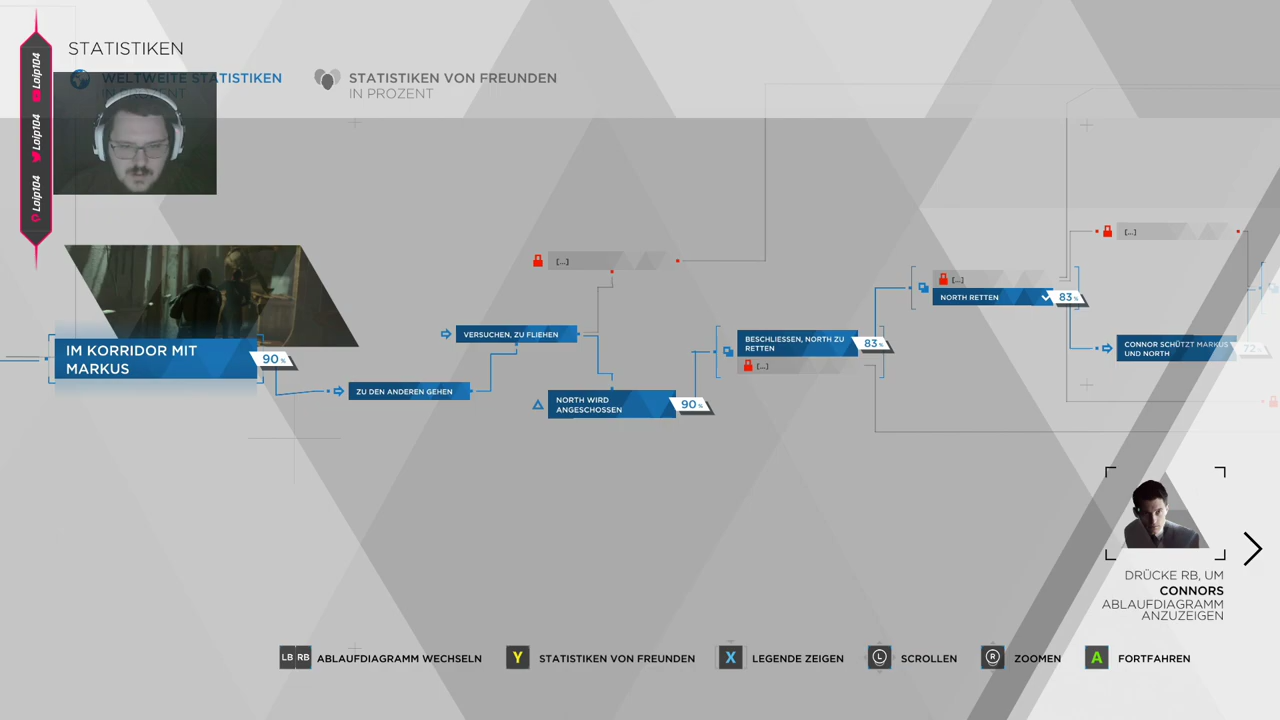 STATISTIKEN
WELTWEITE STATISTIKEN
IN PROZENT
STATISTIKEN VON FREUNDEN
IN PROZENT
Loip104
Loip104
Loip104
[...]
[...]
[...]
NORTH RETTEN
83%
VERSUCHEN, ZU FLIEHEN
BESCHLIESSEN, NORTH ZU
RETTEN
83%
[...]
CONNOR SCHÜTZT MARKUS
UND NORTH
72%
IM KORRIDOR MIT
MARKUS
90%
ZU DEN ANDEREN GEHEN
NORTH WIRD
ANGESCHOSSEN
90%
DRÜCKE RB, UM
CONNORS
ABLAUFDIAGRAMM
ANZUZEIGEN
LB RB ABLAUFDIAGRAMM WECHSELN
Y STATISTIKEN VON FREUNDEN
X LEGENDE ZEIGEN
L SCROLLEN
R ZOOMEN
A FORTFAHREN